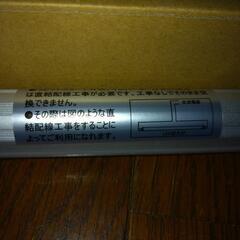 は直結配線工事が必要です。工事なしでそのまま交
換できません。
●その際は図のような直
結配線工事をすることに
よってご利用になれます。